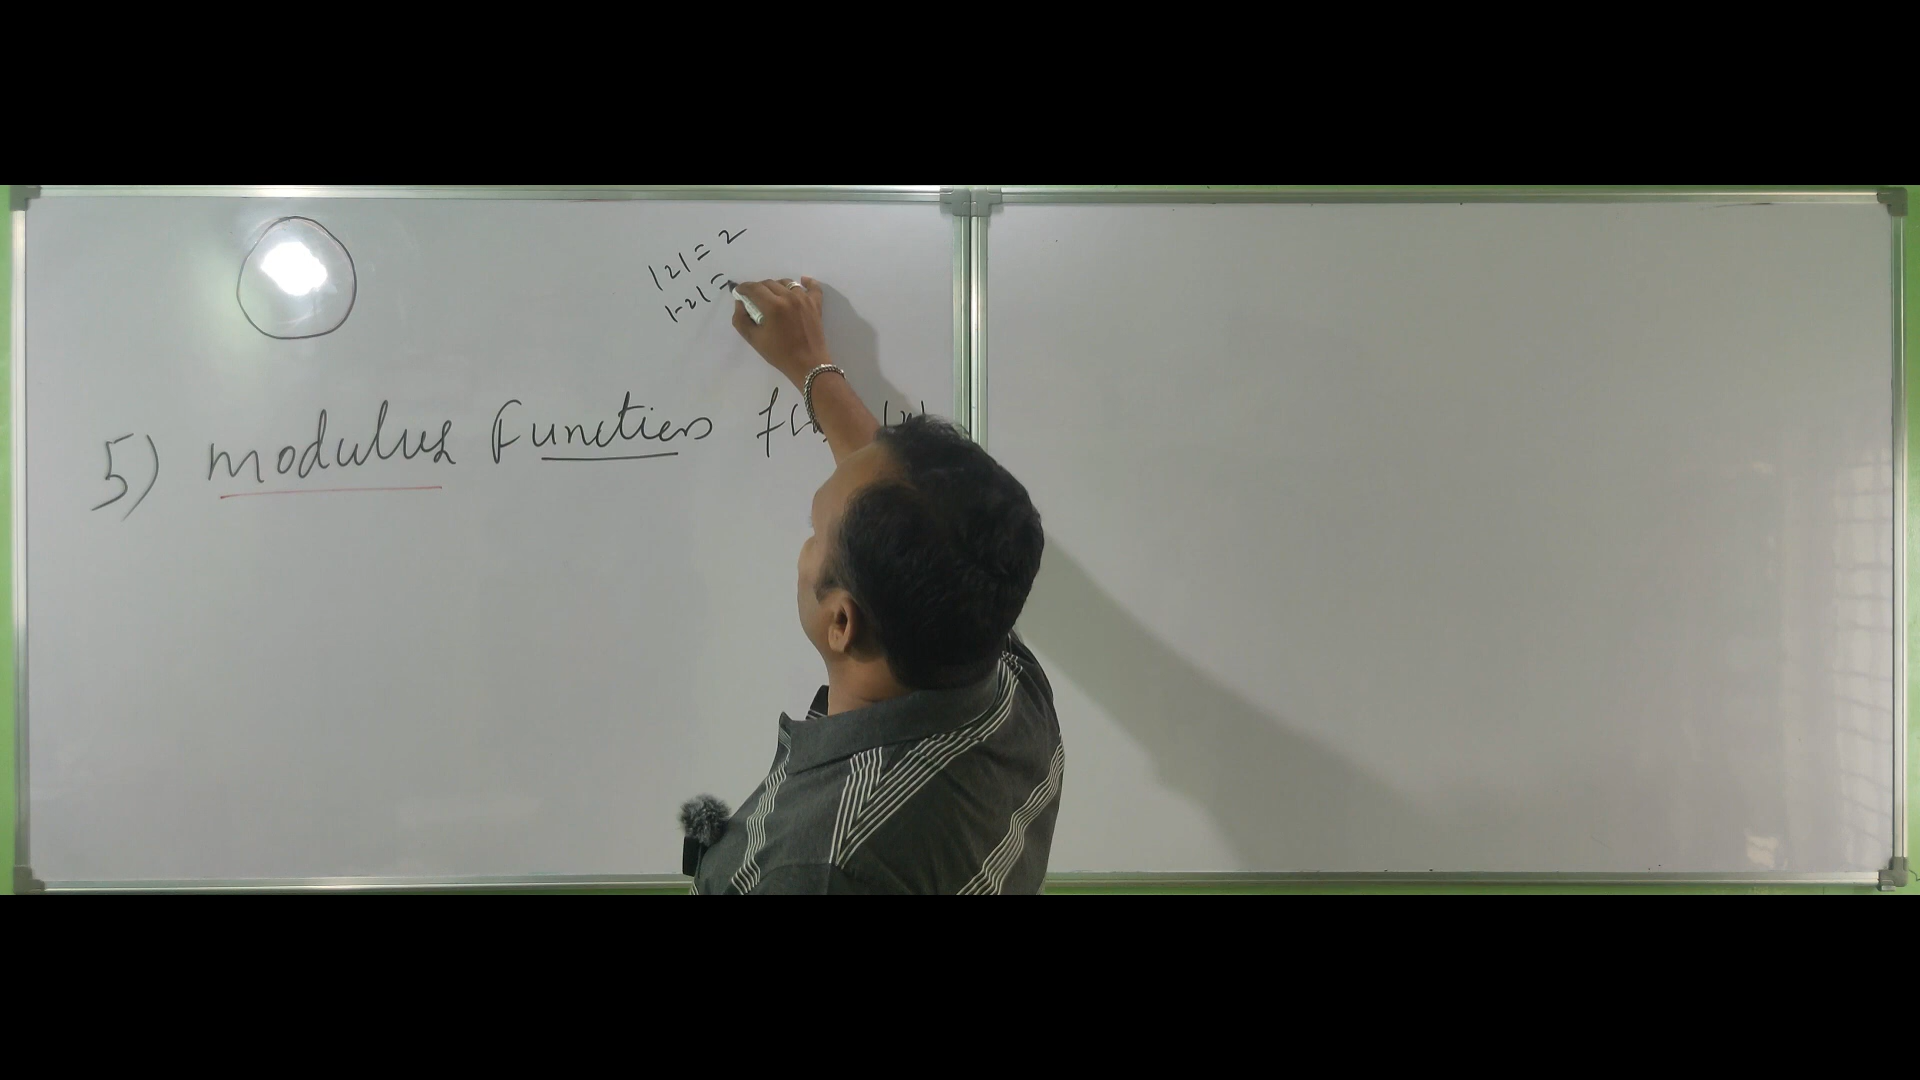 |2| = 2
|-2| =
5) modulus Function